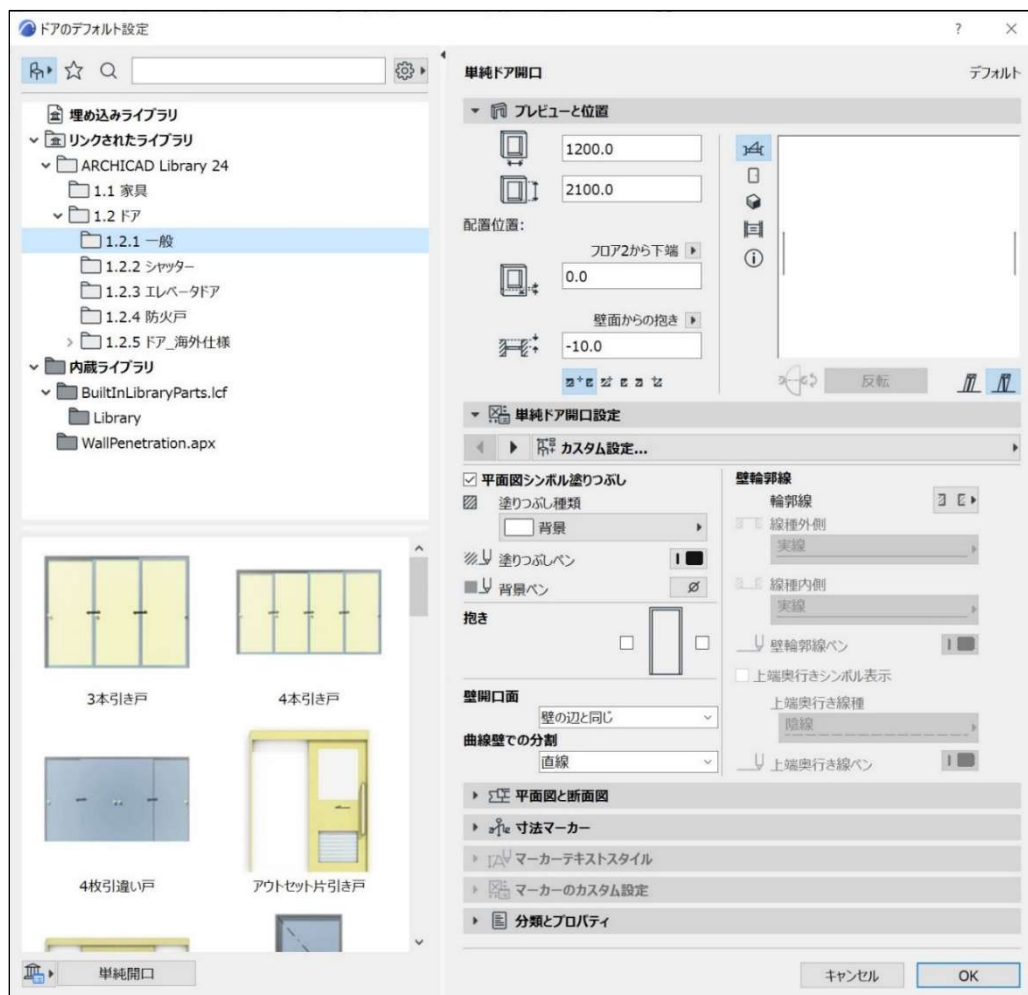 ドアのデフォルト設定
?
×
埋め込みライブラリ
リンクされたライブラリ
ARCHICAD Library 24
1.1 家具
1.2 ドア
1.2.1 一般
1.2.2 シャッター
1.2.3 エレベータドア
1.2.4 防火戸
1.2.5 ドア_海外仕様
内蔵ライブラリ
BuiltInLibraryParts.lcf
Library
WallPenetration.apx
3本引き戸
4本引き戸
4枚引違い戸
アウトセット片引き戸
単純開口
単純ドア開口
デフォルト
プレビューと位置
1200.0
2100.0
配置位置:
フロア2から下端
0.0
壁面からの抱き
-10.0
反転
単純ドア開口設定
カスタム設定...
平面図シンボル塗りつぶし
塗りつぶし種類
背景
塗りつぶしペン
背景ペン
抱き
壁開口面
壁の辺と同じ
曲線壁での分割
直線
壁輪郭線
輪郭線
線種外側
実線
線種内側
実線
壁輪郭線ペン
上端奥行きシンボル表示
上端奥行き線種
陰線
上端奥行き線ペン
平面図と断面図
寸法マーカー
マーカーテキストスタイル
マーカーのカスタム設定
分類とプロパティ
キャンセル
OK